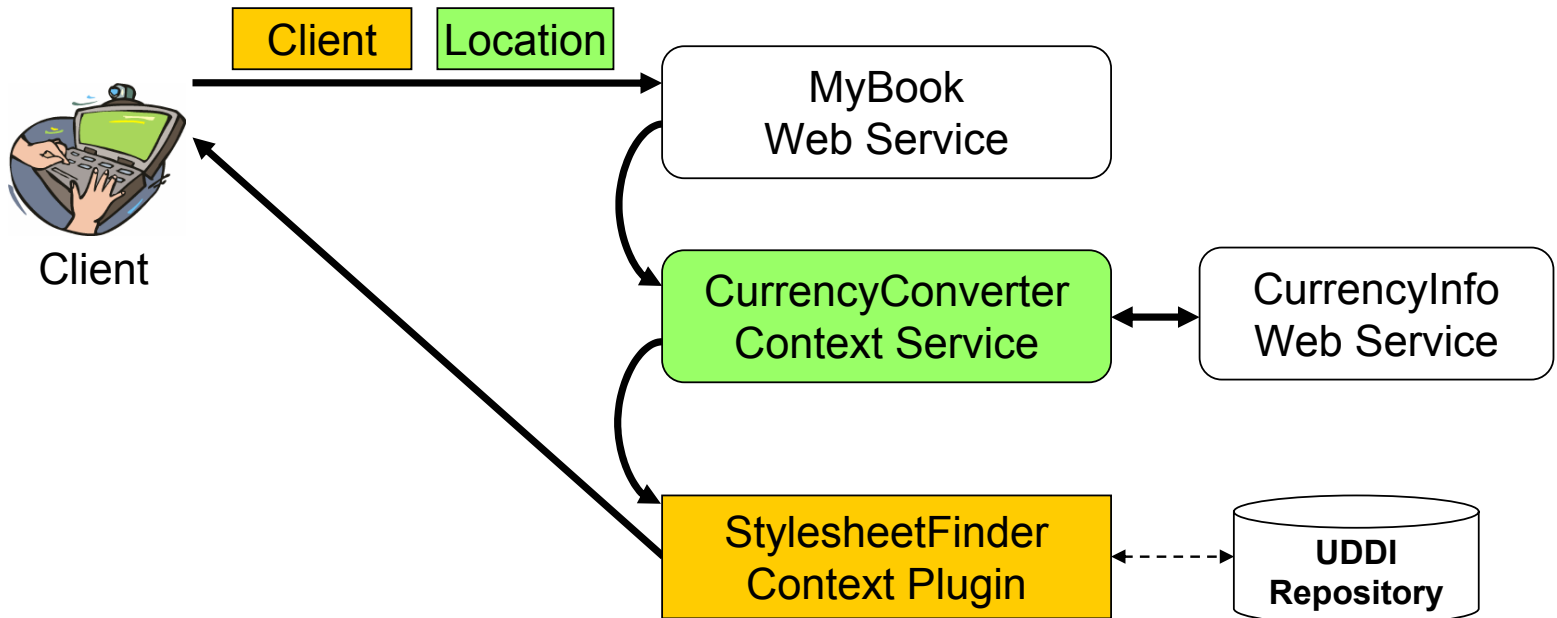 Client
Location
MyBook
Web Service
Client
CurrencyConverter
Context Service
CurrencyInfo
Web Service
StylesheetFinder
Context Plugin
UDDI
Repository